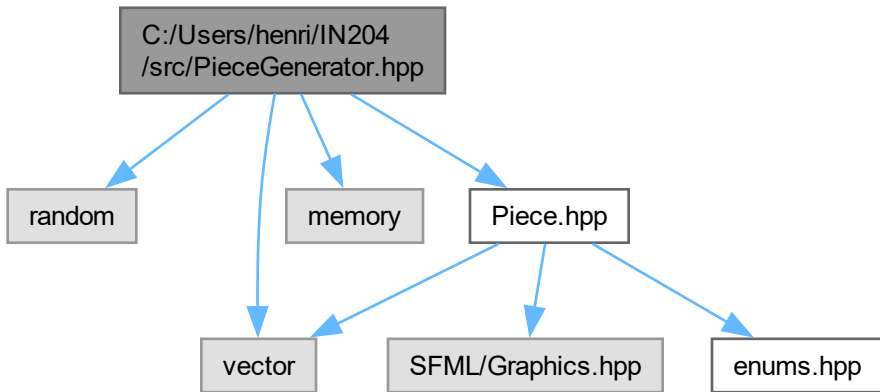 C:/Users/henri/IN204
/src/PieceGenerator.hpp
random
memory
Piece.hpp
vector
SFML/Graphics.hpp
enums.hpp